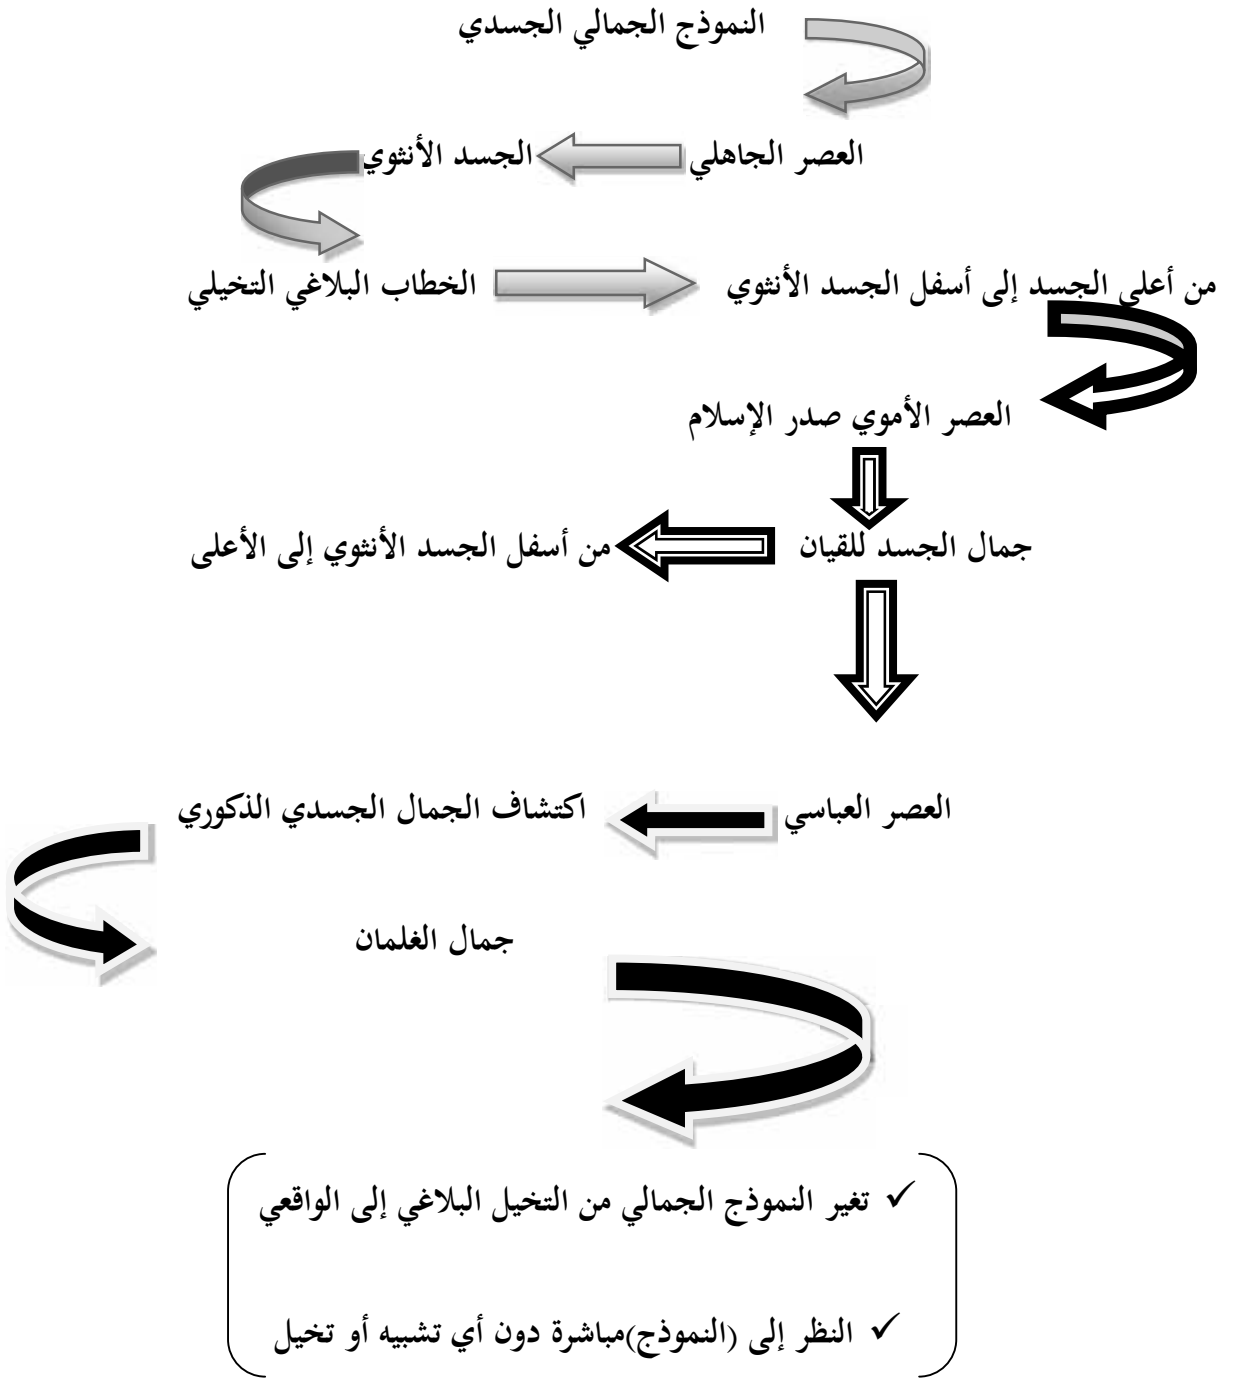 النموذج الجمالي الجسدي
العصر الجاهلي الجسد الأنثوي
من أعلى الجسد إلى أسفل الجسد الأنثوي الخطاب البلاغي التخيلي
العصر الأموي صدر الإسلام
جمال الجسد للقيان من أسفل الجسد الأنثوي إلى الأعلى
العصر العباسي اكتشاف الجمال الجسدي الذكوري
جمال الغلمان
✓ تغير النموذج الجمالي من التخيل البلاغي إلى الواقعي
✓ النظر إلى (النموذج)مباشرة دون أي تشبيه أو تخيل